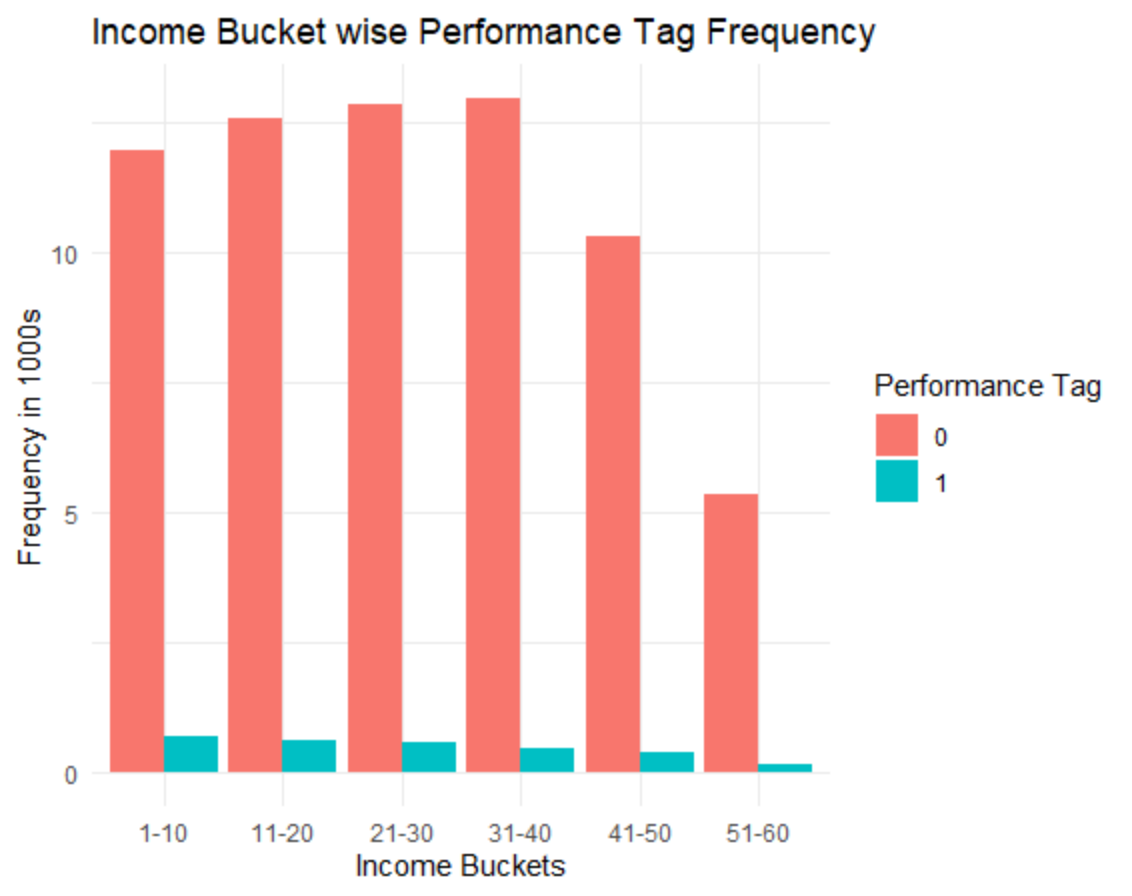 Income Bucket wise Performance Tag Frequency
Frequency in 1000s
10
5
0
1-10 11-20 21-30 31-40 41-50 51-60
Income Buckets
Performance Tag
0
1